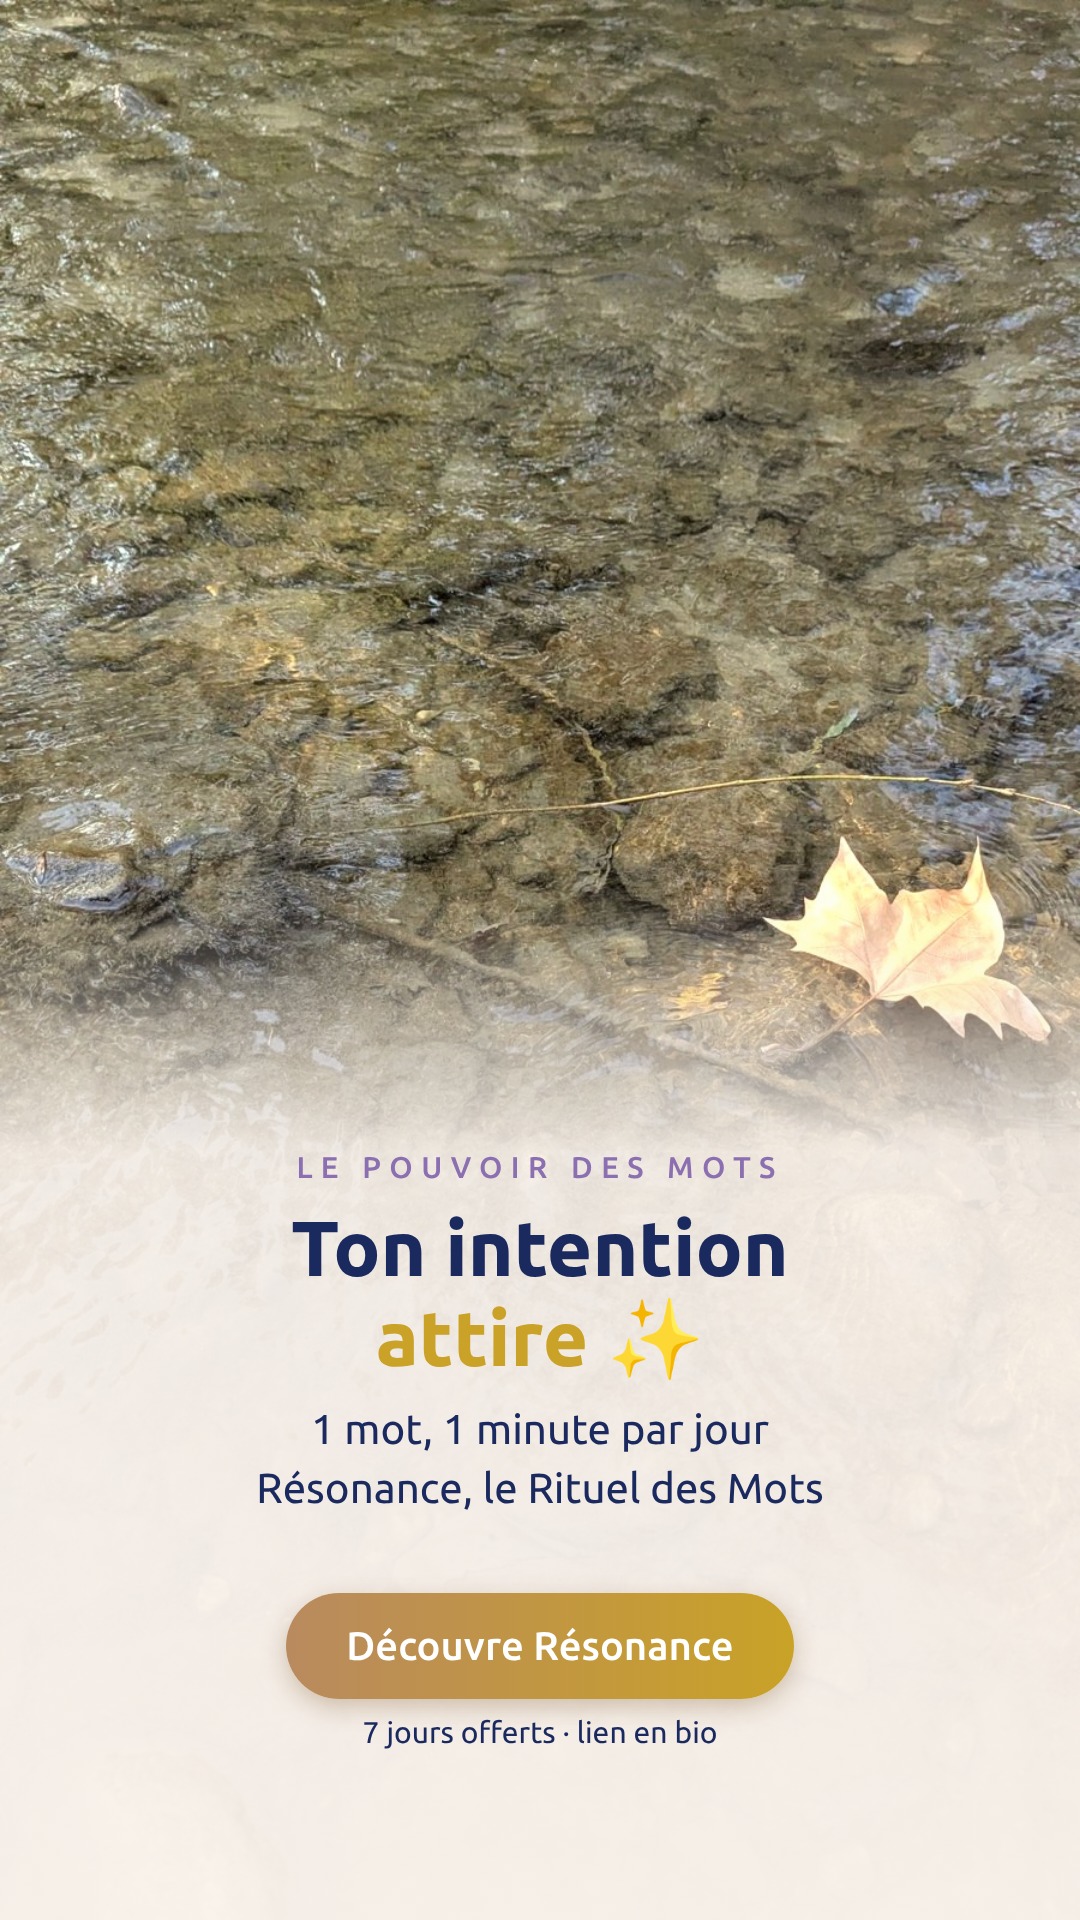 LE POUVOIR DES MOTS
Ton intention
attire ✨
1 mot, 1 minute par jour
Résonance, le Rituel des Mots
Découvre Résonance
7 jours offerts · lien en bio